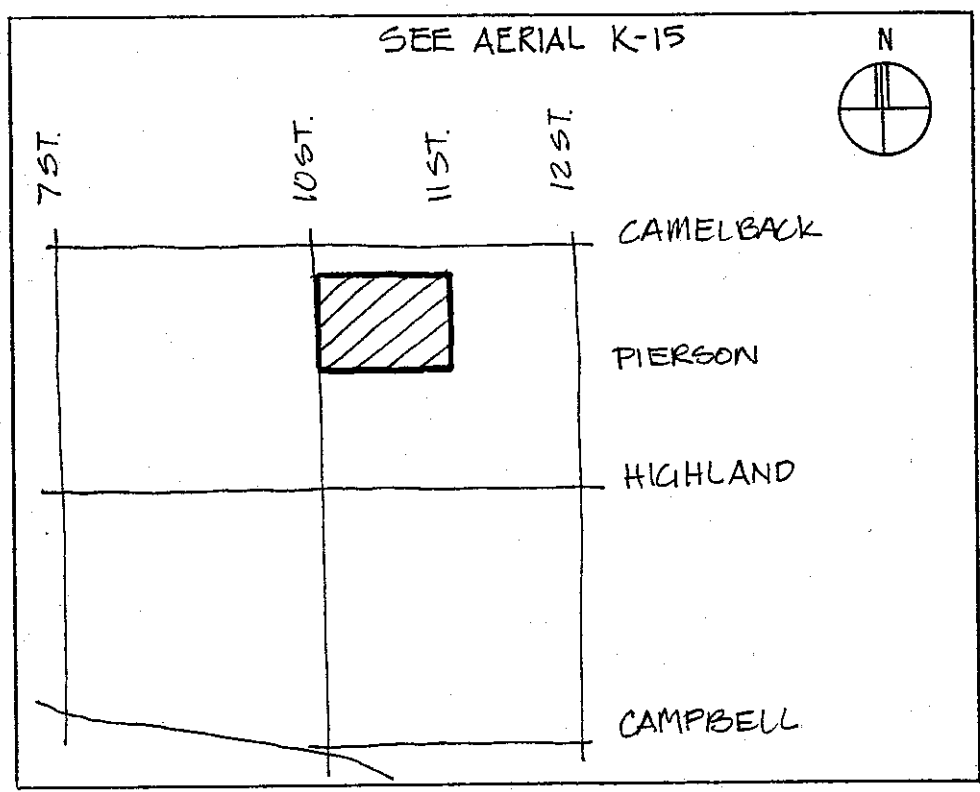 SEE AERIAL K-15
N
7 ST.
10 ST.
11 ST.
12 ST.
CAMELBACK
PIERSON
HIGHLAND
CAMPBELL